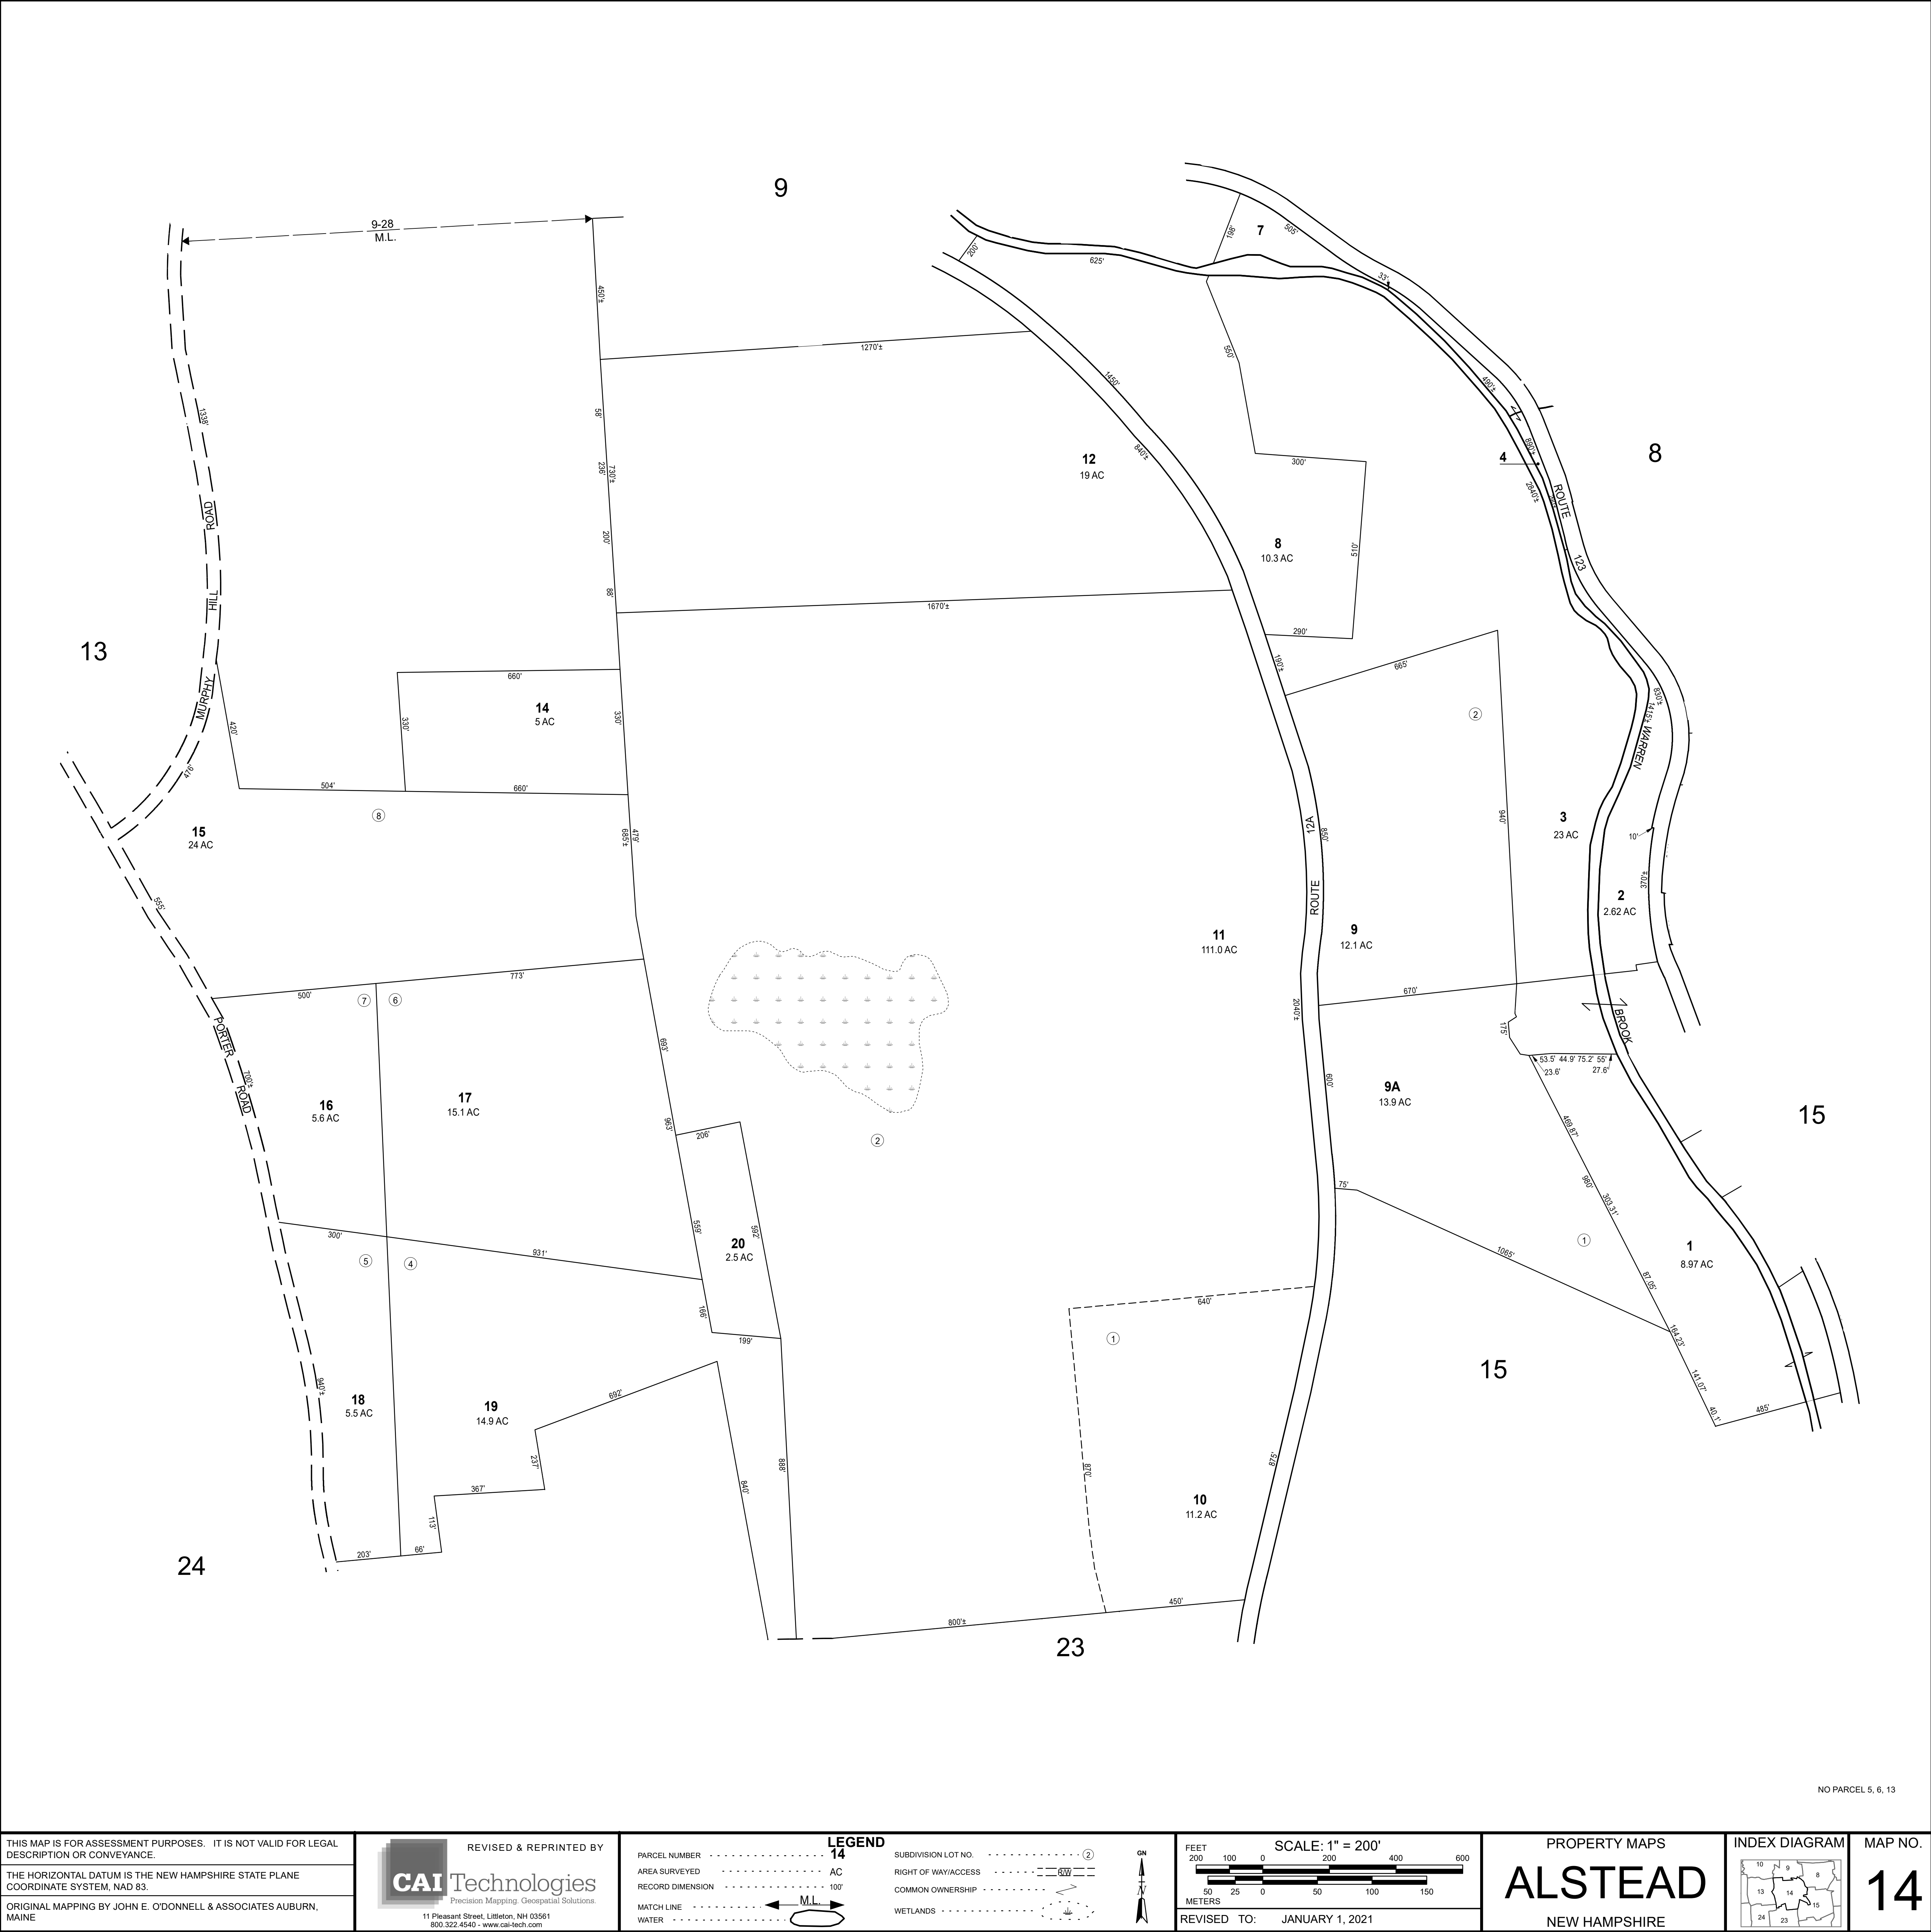 9
9-28
M.L.
450'±
1270'±
58'
730'±
236'
200'
88'
1670'±
1338'
MURPHY HILL ROAD
13
420'
476'
504'
660'
330'
14
5 AC
330'
660'
8
15
24 AC
685'±
479'
555'
500'
773'
7
6
PORTER ROAD
700'±
16
5.6 AC
17
15.1 AC
693'
963'
206'
559'
592'
20
2.5 AC
300'
931'
5
4
166'
199'
940'±
18
5.5 AC
19
14.9 AC
692'
237'
367'
113'
66'
203'
840'
888'
24
200'
625'
198'
7
505'
33'
550'
1450'
840'±
12
19 AC
300'
8
10.3 AC
510'
290'
190'±
490'±
890'±
4
2840'±
ROUTE 123
8
665'
2
940'
3
23 AC
830'±
1415'±
WARREN BROOK
10'
370'±
2
2.62 AC
ROUTE 12A
850'
11
111.0 AC
9
12.1 AC
2040'±
670'
175'
53.5' 44.9' 75.2' 55'
23.6'
27.6'
2
600'
9A
13.9 AC
15
469.87'
980'
303.31'
75'
1065'
1
1
8.97 AC
87.05'
164.23'
141.07'
40.1'
485'
15
640'
1
870'
875'
10
11.2 AC
450'
800'±
23
NO PARCEL 5, 6, 13
THIS MAP IS FOR ASSESSMENT PURPOSES. IT IS NOT VALID FOR LEGAL
DESCRIPTION OR CONVEYANCE.
THE HORIZONTAL DATUM IS THE NEW HAMPSHIRE STATE PLANE
COORDINATE SYSTEM, NAD 83.
ORIGINAL MAPPING BY JOHN E. O'DONNELL & ASSOCIATES AUBURN,
MAINE
REVISED & REPRINTED BY
CAI Technologies
Precision Mapping. Geospatial Solutions.
11 Pleasant Street, Littleton, NH 03561
800.322.4540 - www.cai-tech.com
LEGEND
PARCEL NUMBER 14
AREA SURVEYED AC
RECORD DIMENSION 100'
MATCH LINE M.L.
WATER
SUBDIVISION LOT NO. 2
RIGHT OF WAY/ACCESS R/W
COMMON OWNERSHIP
WETLANDS
GN
N
FEET
SCALE: 1" = 200'
200 100 0 200 400 600
50 25 0 50 100 150
METERS
REVISED TO: JANUARY 1, 2021
PROPERTY MAPS
ALSTEAD
NEW HAMPSHIRE
INDEX DIAGRAM
10 9 8
13 14 15
24 23
MAP NO.
14